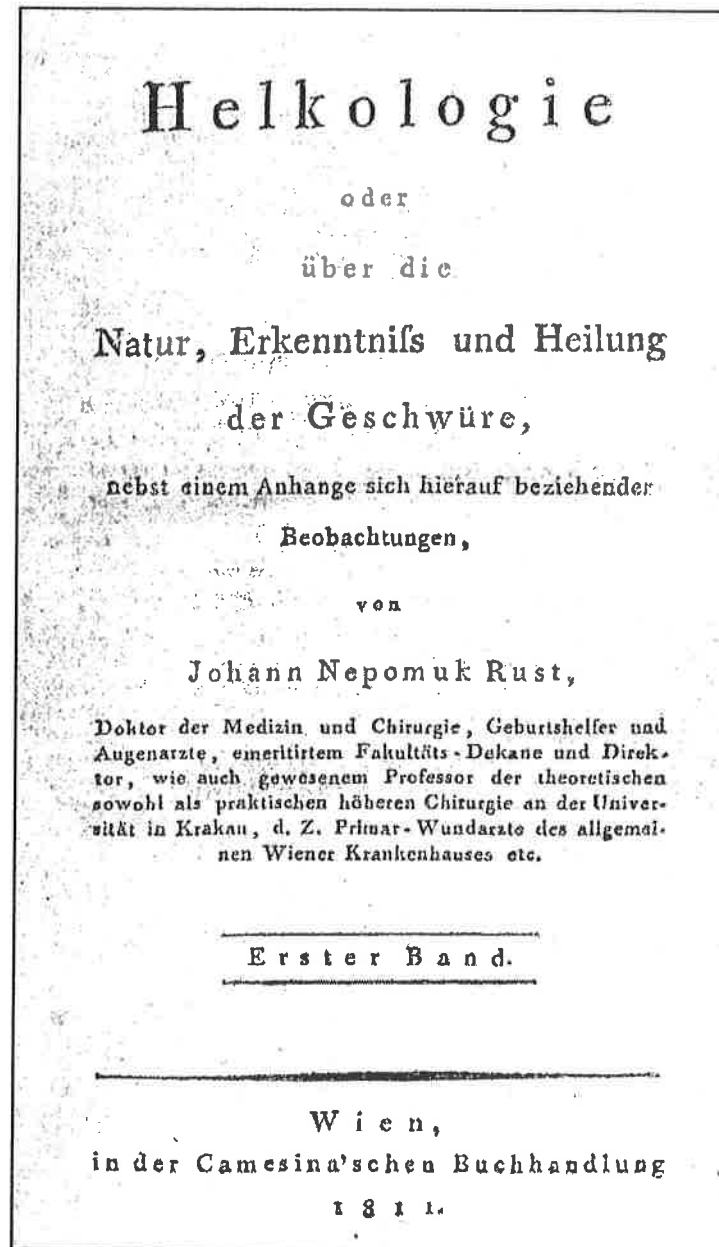 Helkologie
oder
über die
Natur, Erkenntniſs und Heilung
der Geschwüre,
nebst einem Anhange sich hierauf beziehender
Beobachtungen,
von
Johann Nepomuk Rust,
Doktor der Medizin und Chirurgie, Geburtshelfer und
Augenarzte, emeritirtem Fakultäts-Dekane und Direk-
tor, wie auch gewesenem Professor der theoretischen
sowohl als praktischen höheren Chirurgie an der Univer-
sität in Krakau, d. Z. Primar-Wundarzte des allgemei-
nen Wiener Krankenhauses etc.
Erster Band.
Wien,
in der Camesina'schen Buchhandlung
1811.